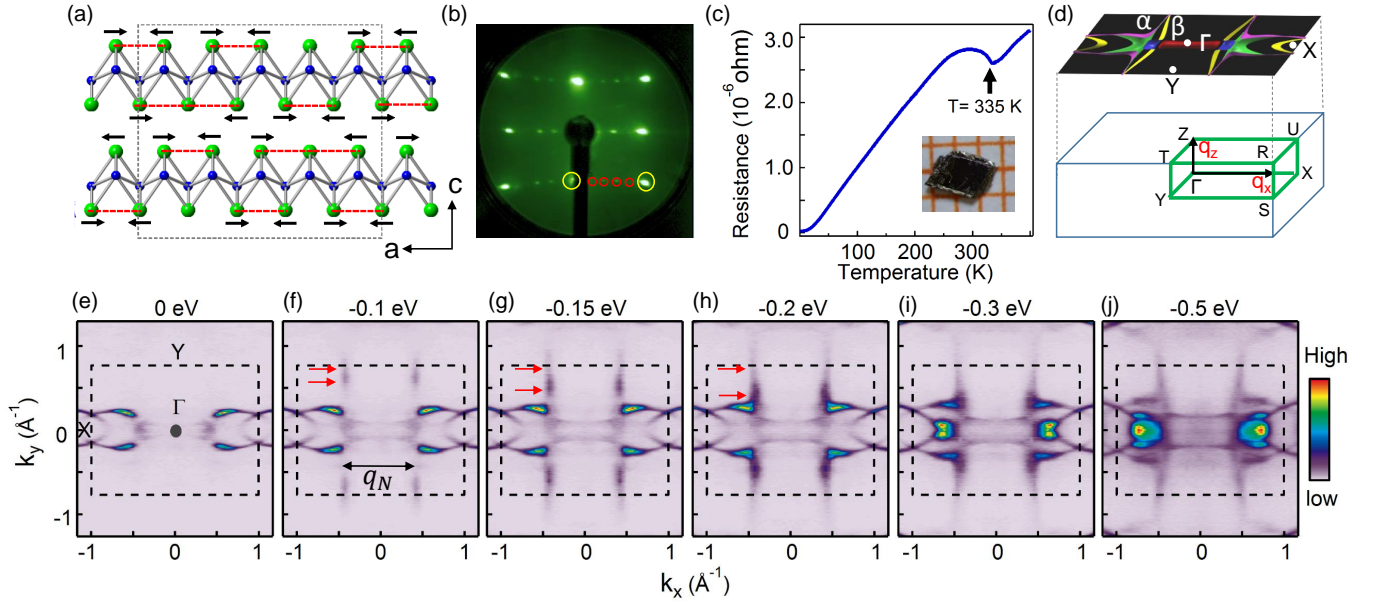 (a)
c
a
(b)
(c)
3.0
2.0
1.0
0
Resistance (10⁻⁶ ohm)
T= 335 K
100
200
300
Temperature (K)
(d)
α
β
Γ
X
Y
Z
U
q_z
T
R
Γ
q_x
X
Y
S
(e)
0 eV
Y
Γ
X
(f)
-0.1 eV
q_N
(g)
-0.15 eV
(h)
-0.2 eV
(i)
-0.3 eV
(j)
-0.5 eV
High
low
1
0
-1
k_y (Å⁻¹)
-1 0 1
-1 0 1
-1 0 1
-1 0 1
-1 0 1
-1 0 1
k_x (Å⁻¹)